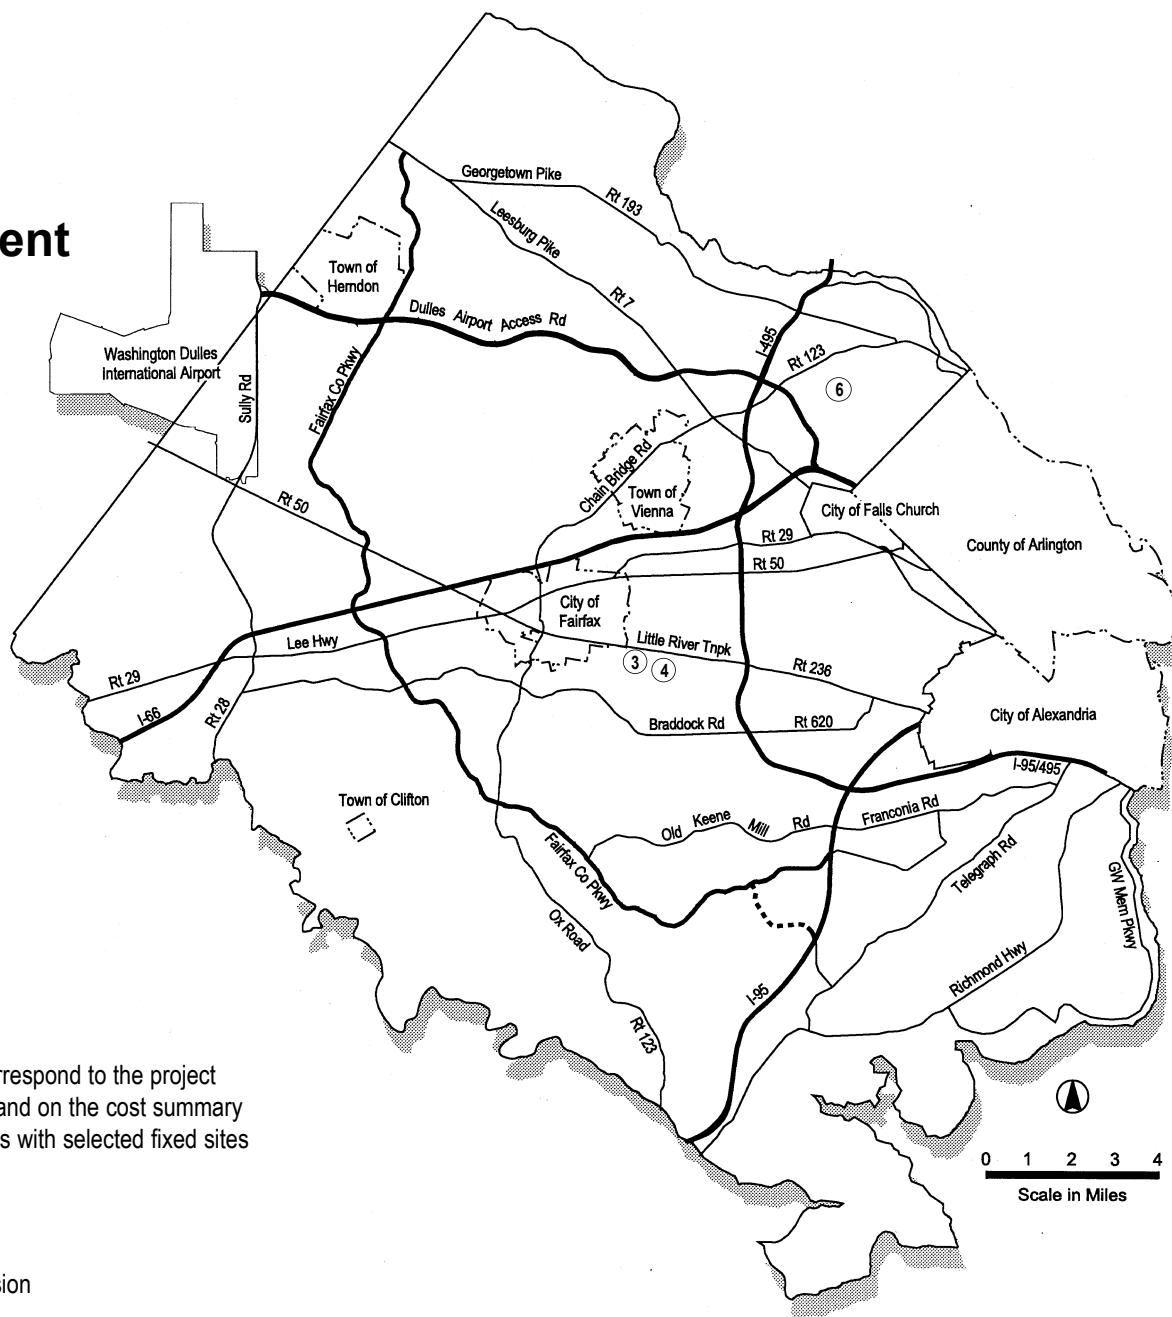 ent
Georgetown Pike
Rt 193
Leesburg Pike
Town of
Herndon
Rt 7
Dulles Airport Access Rd
I-495
Washington Dulles
International Airport
Rt 123
Sully Rd
Fairfax Co Pkwy
6
Chain Bridge Rd
Town of
Vienna
Rt 50
City of Falls Church
Rt 29
County of Arlington
Rt 50
City of
Fairfax
Lee Hwy
Little River Tnpk
3
4
Rt 236
Rt 29
I-66
Rt 28
Braddock Rd
Rt 620
City of Alexandria
I-95/495
Town of Clifton
Old Keene Mill Rd
Franconia Rd
Fairfax Co Pkwy
Telegraph Rd
GW Mem Pkwy
Ox Road
Richmond Hwy
I-95
Rt 123
rrespond to the project
and on the cost summary
s with selected fixed sites
0 1 2 3 4
Scale in Miles
sion